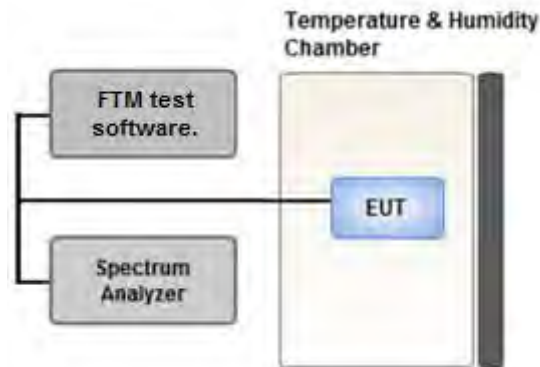 Temperature & Humidity
Chamber
FTM test
software.
EUT
Spectrum
Analyzer